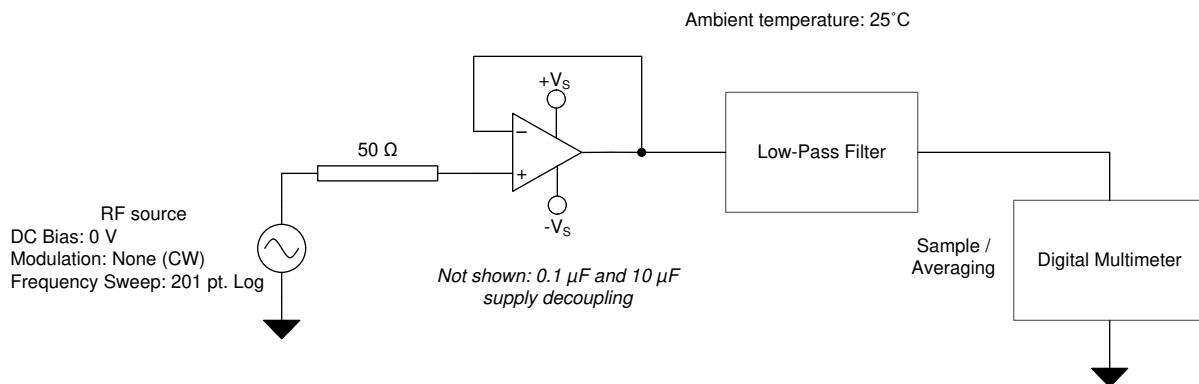 Ambient temperature: 25˚C
+VS
50 Ω
−
+
-VS
Low-Pass Filter
RF source
DC Bias: 0 V
Modulation: None (CW)
Frequency Sweep: 201 pt. Log
Not shown: 0.1 µF and 10 µF
supply decoupling
Sample /
Averaging
Digital Multimeter